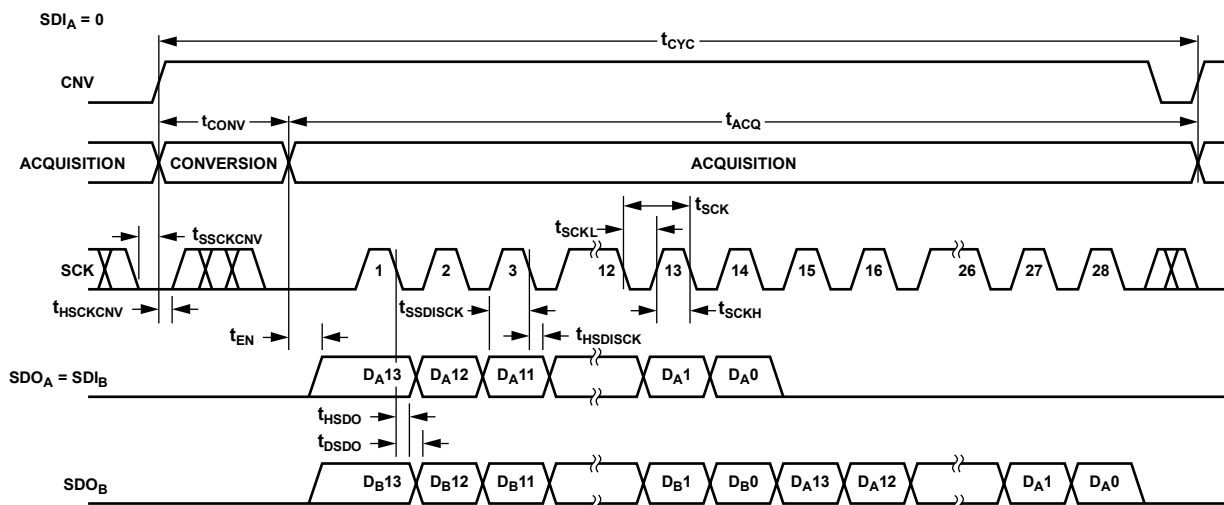 SDIA = 0
tCYC
CNV
tCONV
tACQ
ACQUISITION CONVERSION ACQUISITION
tSCK
tSCKL
tSSCKCNV
SCK 1 2 3 12 13 14 15 16 26 27 28
tHSCKCNV
tSSDISCK
tSCKH
tEN
tHSDISCK
SDOA = SDIB DA13 DA12 DA11 DA1 DA0
tHSDO
tDSDO
SDOB DB13 DB12 DB11 DB1 DB0 DA13 DA12 DA1 DA0